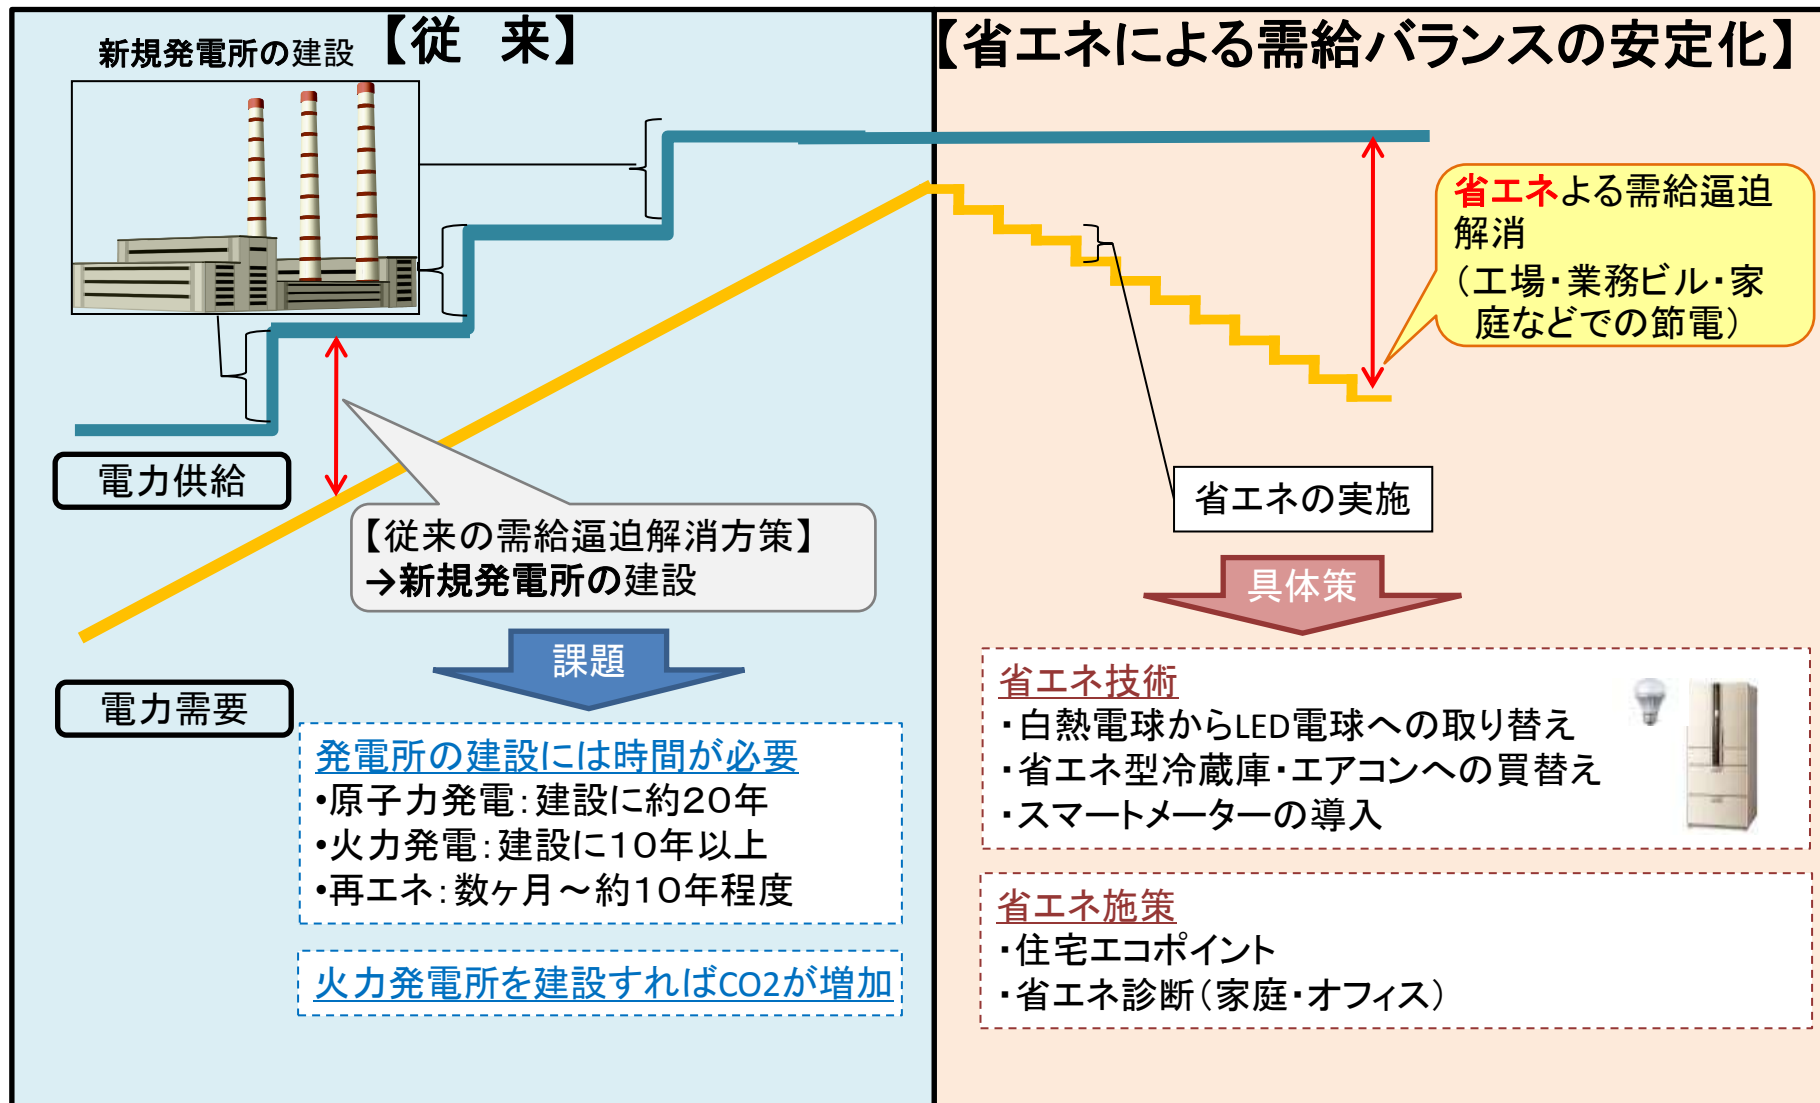 【従　来】
新規発電所の建設
電力供給
電力需要
【従来の需給逼迫解消方策】
→新規発電所の建設
課題
発電所の建設には時間が必要
•原子力発電：建設に約２０年
•火力発電：建設に１０年以上
•再エネ：数ヶ月～約１０年程度
火力発電所を建設すればCO2が増加
【省エネによる需給バランスの安定化】
省エネよる需給逼迫
解消
（工場・業務ビル・家
庭などでの節電）
省エネの実施
具体策
省エネ技術
・白熱電球からLED電球への取り替え
・省エネ型冷蔵庫・エアコンへの買替え
・スマートメーターの導入
省エネ施策
・住宅エコポイント
・省エネ診断（家庭・オフィス）